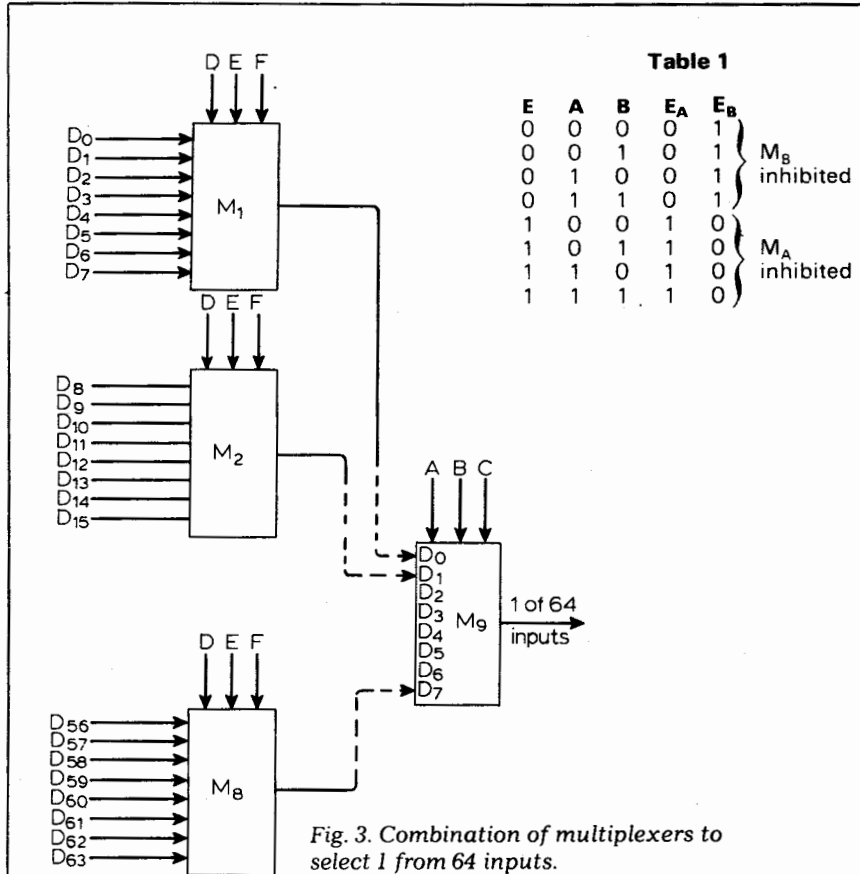 D E F
D0
D1
D2
D3
D4
D5
D6
D7
M1
Table 1
E A B EA EB
0 0 0 0 1
0 0 1 0 1
0 1 0 0 1
0 1 1 0 1
MB
inhibited
1 0 0 1 0
1 0 1 1 0
1 1 0 1 0
1 1 1 1 0
MA
inhibited
D E F
D8
D9
D10
D11
D12
D13
D14
D15
M2
A B C
D0
D1
D2
D3
D4
D5
D6
D7
M9
1 of 64
inputs
D E F
D56
D57
D58
D59
D60
D61
D62
D63
M8
Fig. 3. Combination of multiplexers to
select 1 from 64 inputs.